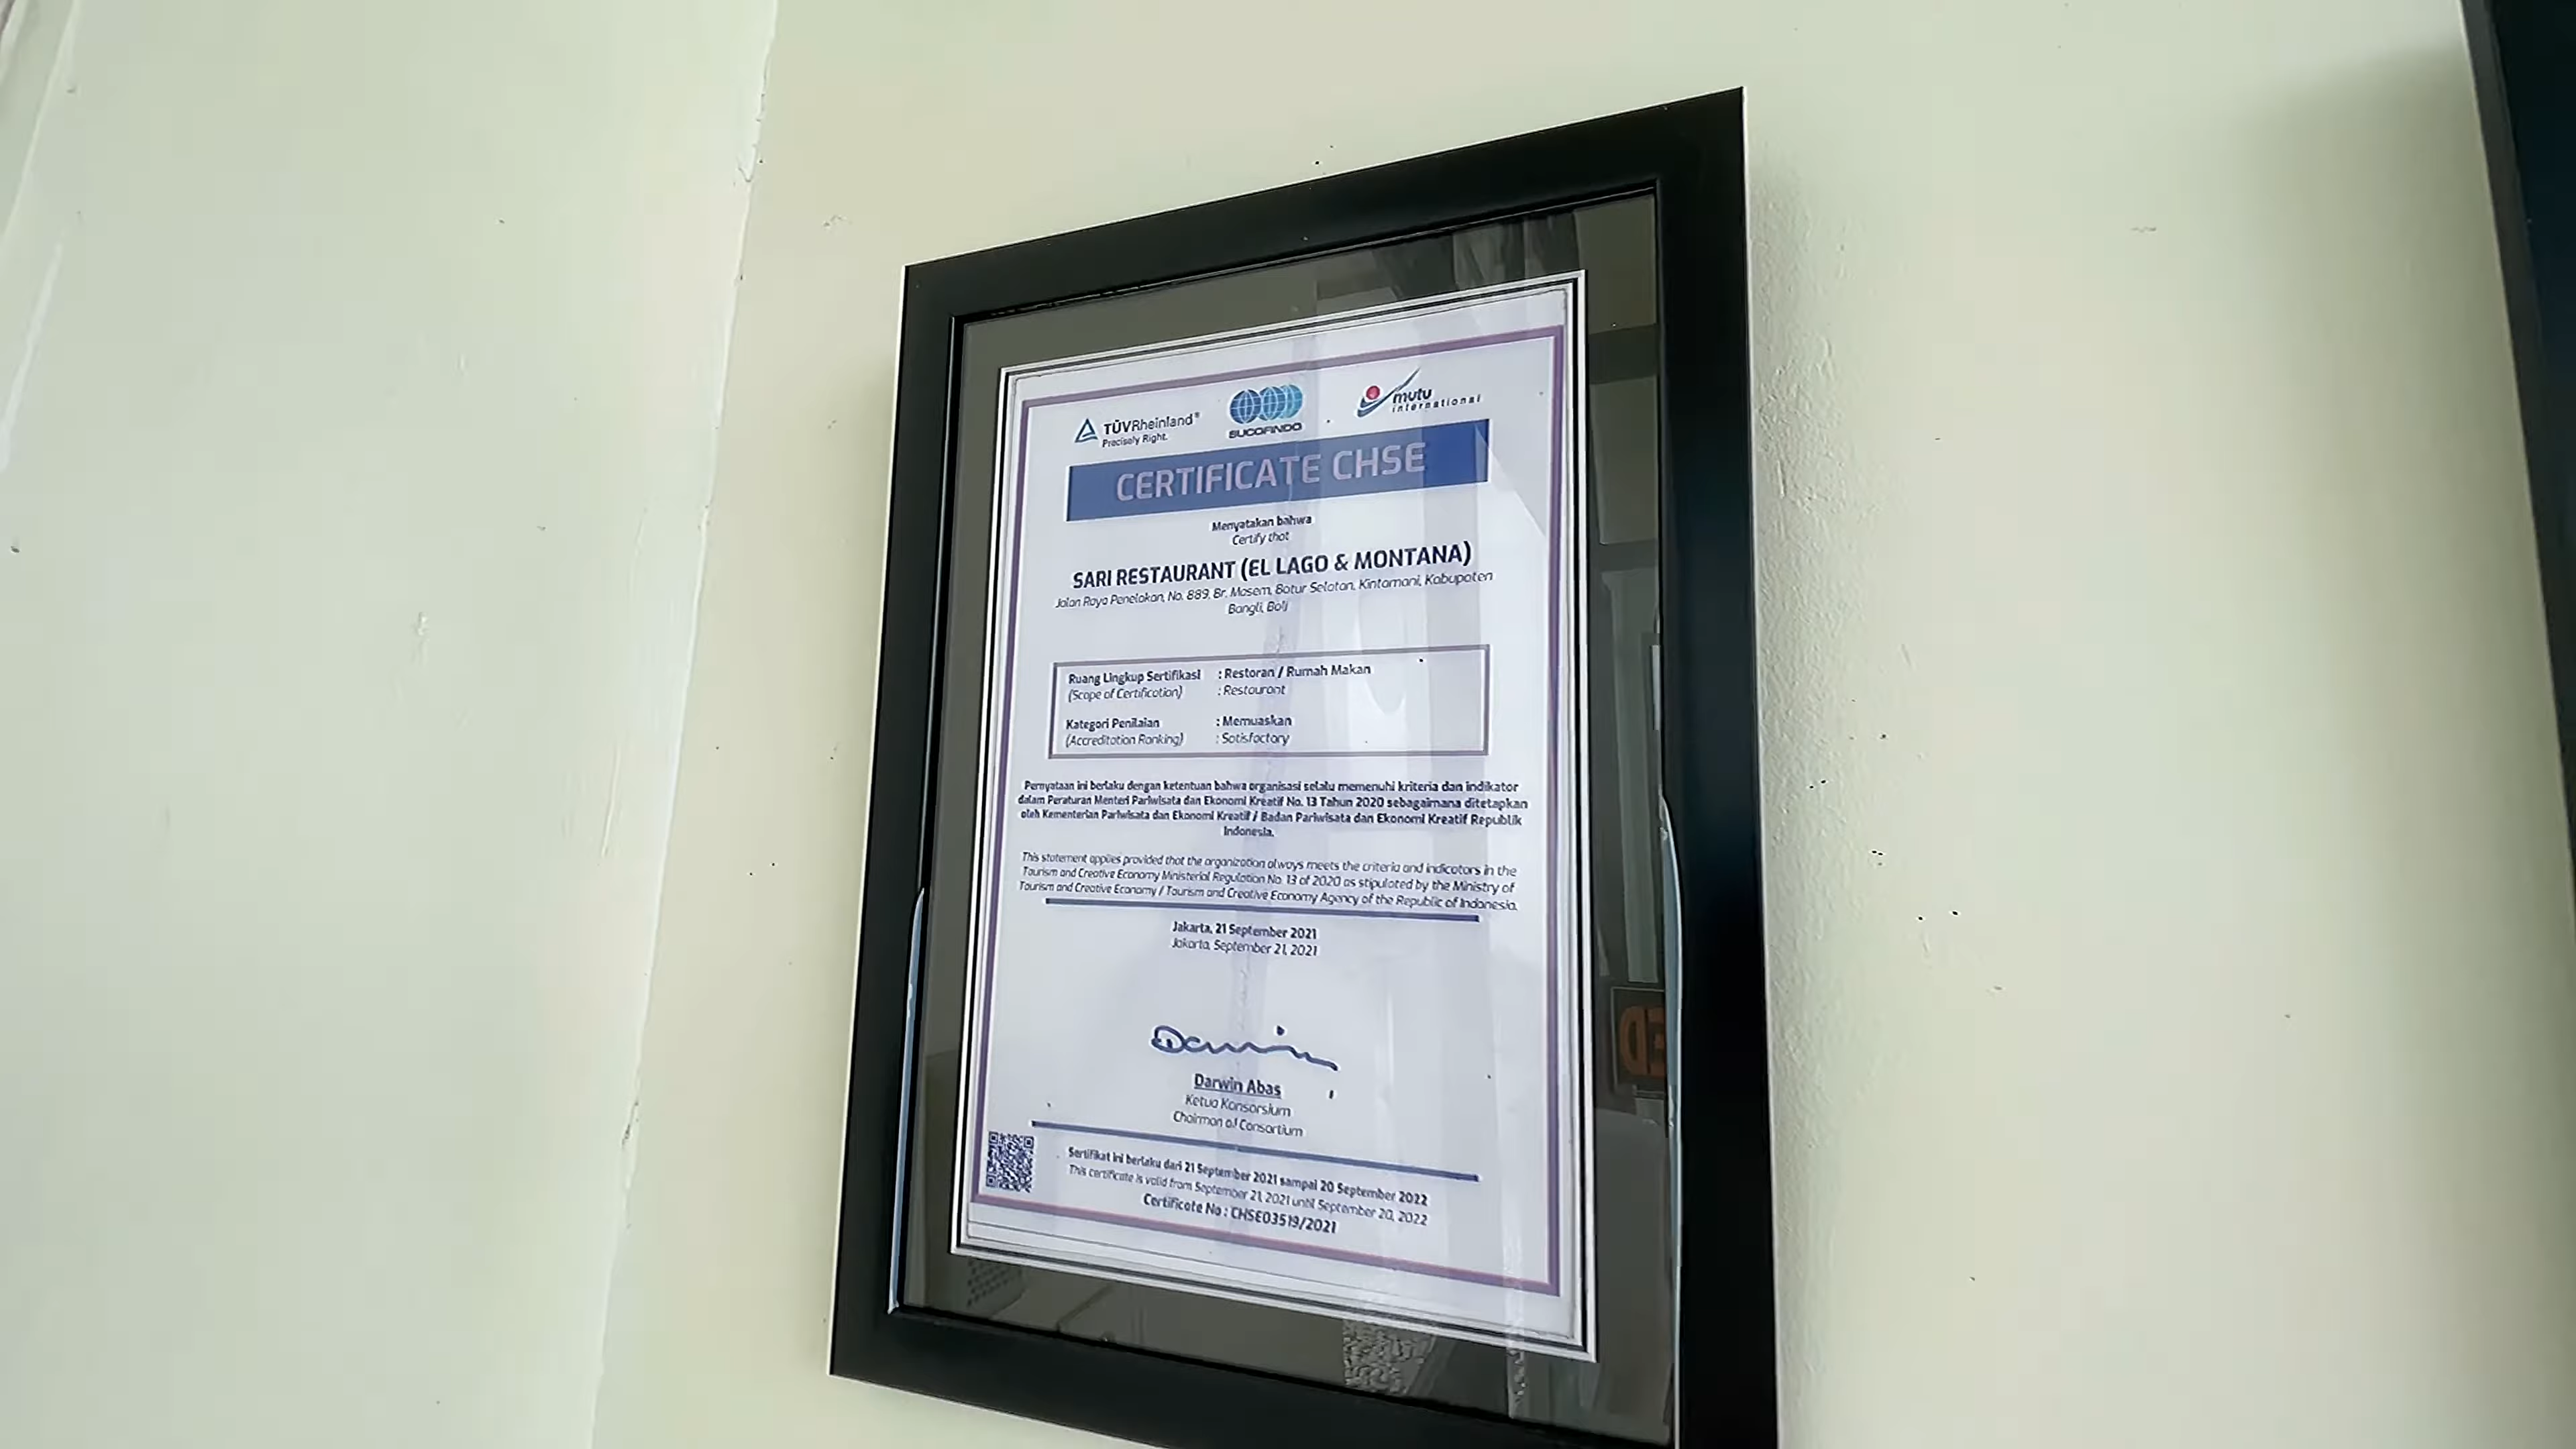 TÜVRheinland®
Precisely Right.
SUCOFINDO
mutu
international
CERTIFICATE CHSE
Menyatakan bahwa
Certify that
SARI RESTAURANT (EL LAGO & MONTANA)
Jalan Raya Penelokan, No. 889, Br. Masem, Batur Selatan, Kintamani, Kabupaten
Bangli, Bali
Ruang Lingkup Sertifikasi : Restoran / Rumah Makan
(Scope of Certification) : Restaurant
Kategori Penilaian : Memuaskan
(Accreditation Ranking) : Satisfactory
Pernyataan ini berlaku dengan ketentuan bahwa organisasi selalu memenuhi kriteria dan indikator
dalam Peraturan Menteri Pariwisata dan Ekonomi Kreatif No. 13 Tahun 2020 sebagaimana ditetapkan
oleh Kementerian Pariwisata dan Ekonomi Kreatif / Badan Pariwisata dan Ekonomi Kreatif Republik
Indonesia.
This statement applies provided that the organization always meets the criteria and indicators in the
Tourism and Creative Economy Ministerial Regulation No. 13 of 2020 as stipulated by the Ministry of
Tourism and Creative Economy / Tourism and Creative Economy Agency of the Republic of Indonesia.
Jakarta, 21 September 2021
Jakarta, September 21, 2021
Darwin Abas
Ketua Konsorsium
Chairman of Consortium
Sertifikat ini berlaku dari 21 September 2021 sampai 20 September 2022
This certificate is valid from September 21, 2021 until September 20, 2022
Certificate No : CHSE03519/2021